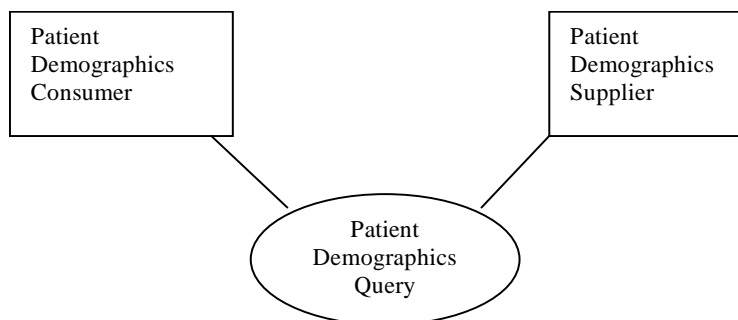 Patient
Demographics
Consumer
Patient
Demographics
Supplier
Patient
Demographics
Query